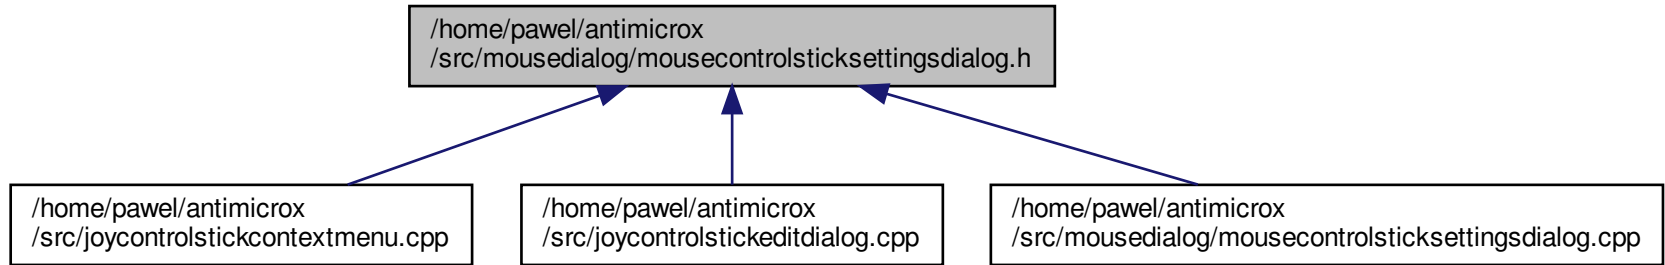 /home/pawel/antimicrox
/src/mousedialog/mousecontrolsticksettingsdialog.h
/home/pawel/antimicrox
/src/joycontrolstickcontextmenu.cpp
/home/pawel/antimicrox
/src/joycontrolstickeditdialog.cpp
/home/pawel/antimicrox
/src/mousedialog/mousecontrolsticksettingsdialog.cpp